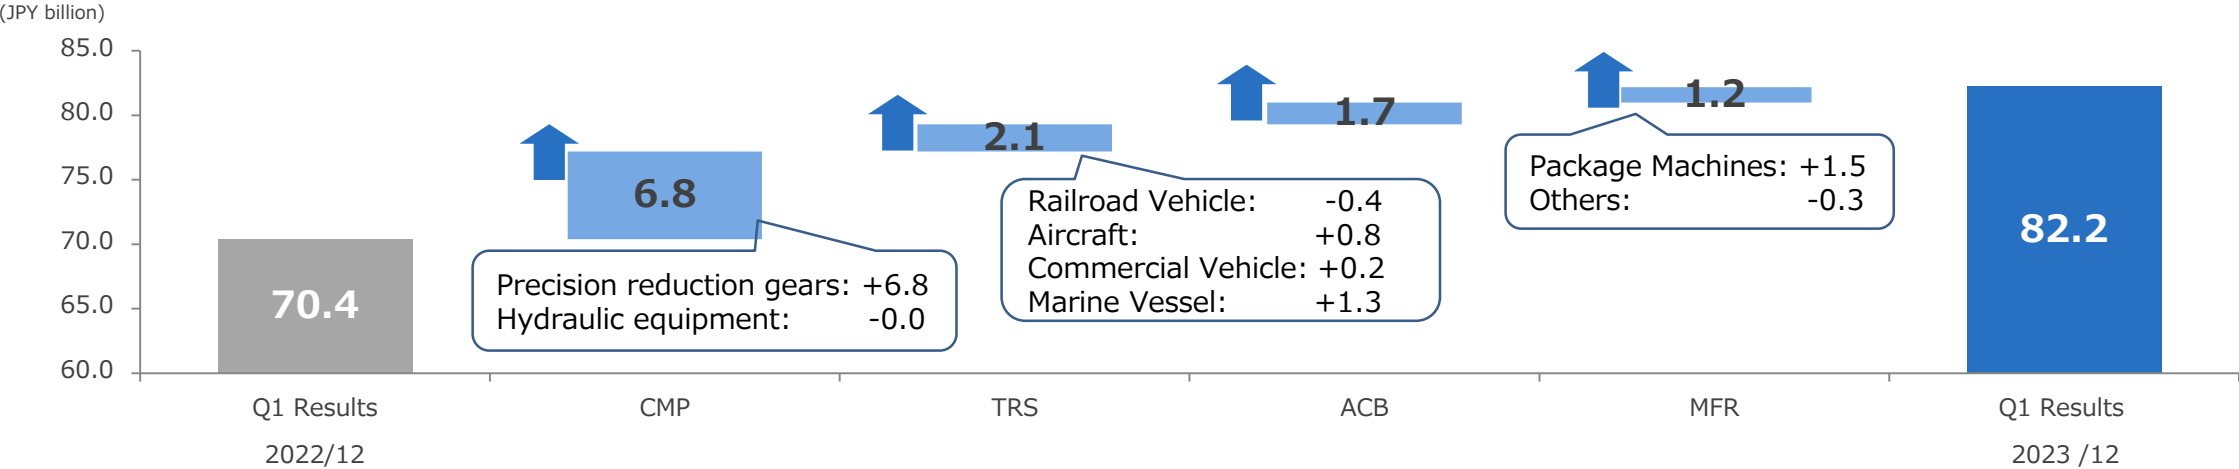 (JPY billion)
85.0
80.0
75.0
70.0
65.0
60.0
70.4
6.8
2.1
1.7
1.2
82.2
Precision reduction gears: +6.8
Hydraulic equipment: -0.0
Railroad Vehicle: -0.4
Aircraft: +0.8
Commercial Vehicle: +0.2
Marine Vessel: +1.3
Package Machines: +1.5
Others: -0.3
Q1 Results
2022/12
CMP
TRS
ACB
MFR
Q1 Results
2023 /12